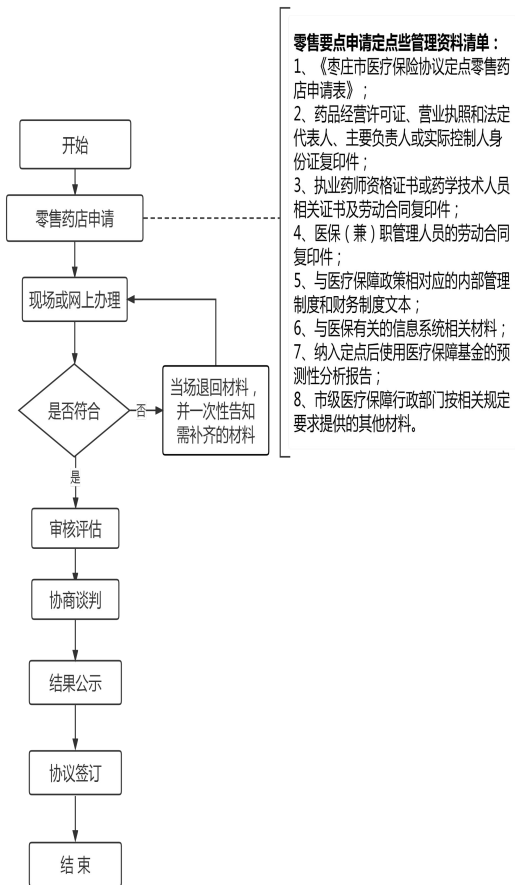 开始
零售药店申请
现场或网上办理
是否符合
否
当场退回材料，
并一次性告知
需补齐的材料
是
审核评估
协商谈判
结果公示
协议签订
结 束
零售要点申请定点些管理资料清单：
1、《枣庄市医疗保险协议定点零售药
店申请表》；
2、药品经营许可证、营业执照和法定
代表人、主要负责人或实际控制人身
份证复印件；
3、执业药师资格证书或药学技术人员
相关证书及劳动合同复印件；
4、医保（兼）职管理人员的劳动合同
复印件；
5、与医疗保障政策相对应的内部管理
制度和财务制度文本；
6、与医保有关的信息系统相关材料；
7、纳入定点后使用医疗保障基金的预
测性分析报告；
8、市级医疗保障行政部门按相关规定
要求提供的其他材料。